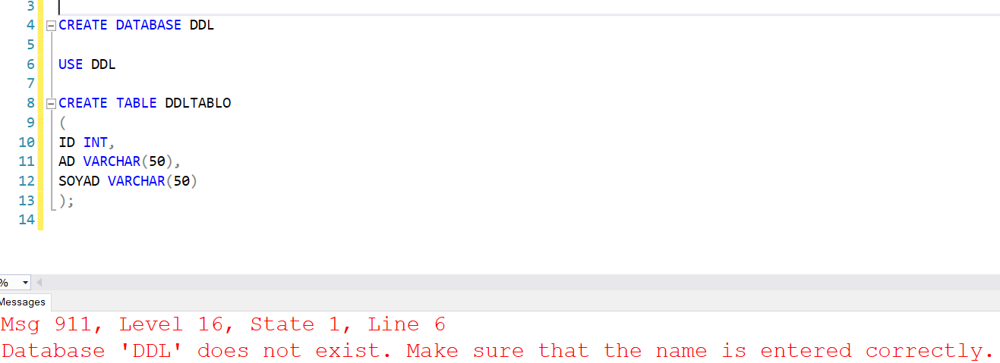 3
4 CREATE DATABASE DDL
5
6 USE DDL
7
8 CREATE TABLE DDLTABLO
9 (
10 ID INT,
11 AD VARCHAR(50),
12 SOYAD VARCHAR(50)
13 );
14
%
Messages
Msg 911, Level 16, State 1, Line 6
Database 'DDL' does not exist. Make sure that the name is entered correctly.